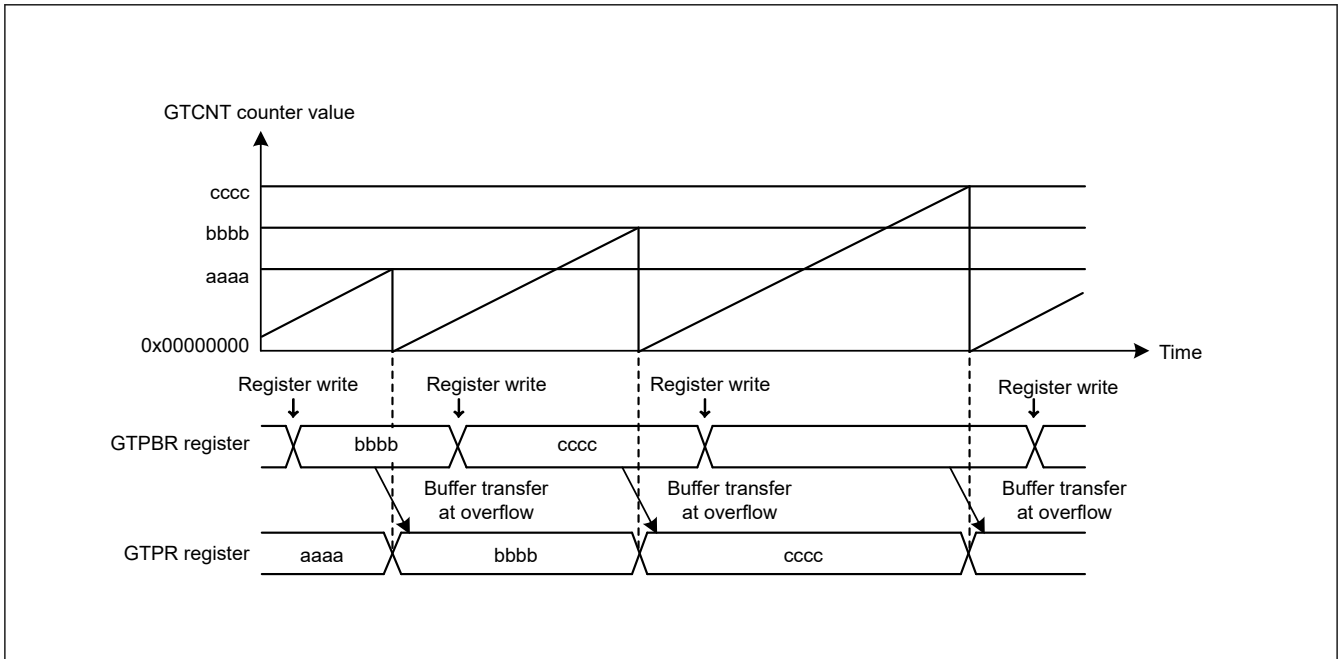 GTCNT counter value
cccc
bbbb
aaaa
0x00000000
Time
Register write
Register write
Register write
Register write
GTPBR register
bbbb
cccc
Buffer transfer
at overflow
Buffer transfer
at overflow
Buffer transfer
at overflow
GTPR register
aaaa
bbbb
cccc